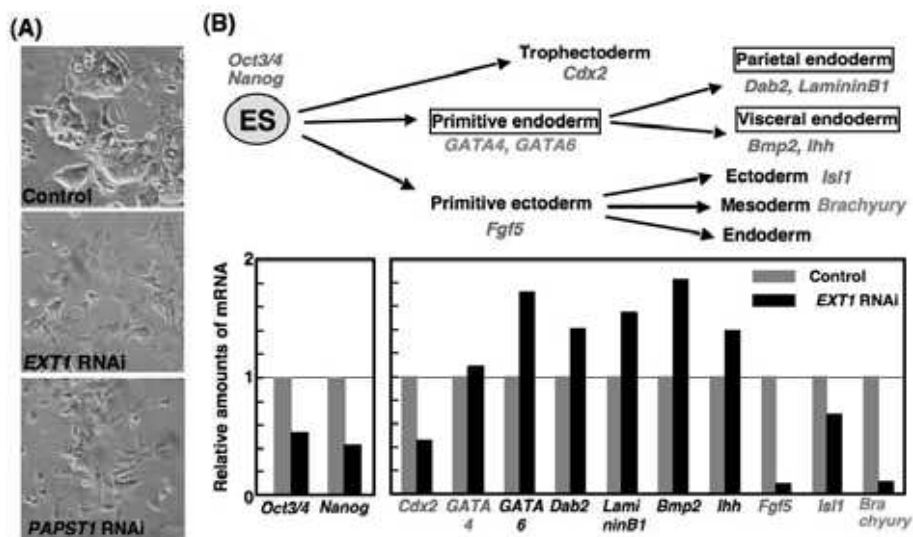 (A)
Control
EXT1 RNAi
PAPST1 RNAi
(B)
Oct3/4
Nanog
ES
Trophectoderm
Cdx2
Primitive endoderm
GATA4, GATA6
Parietal endoderm
Dab2, LamininB1
Visceral endoderm
Bmp2, Ihh
Primitive ectoderm
Fgf5
Ectoderm Isl1
Mesoderm Brachyury
Endoderm
Relative amounts of mRNA
2
1
0
Control
EXT1 RNAi
Oct3/4 Nanog
Cdx2 GATA Dab2 Lami Bmp2 Ihh Fgf5 Isl1 Bra
4 6 ninB1 chyury